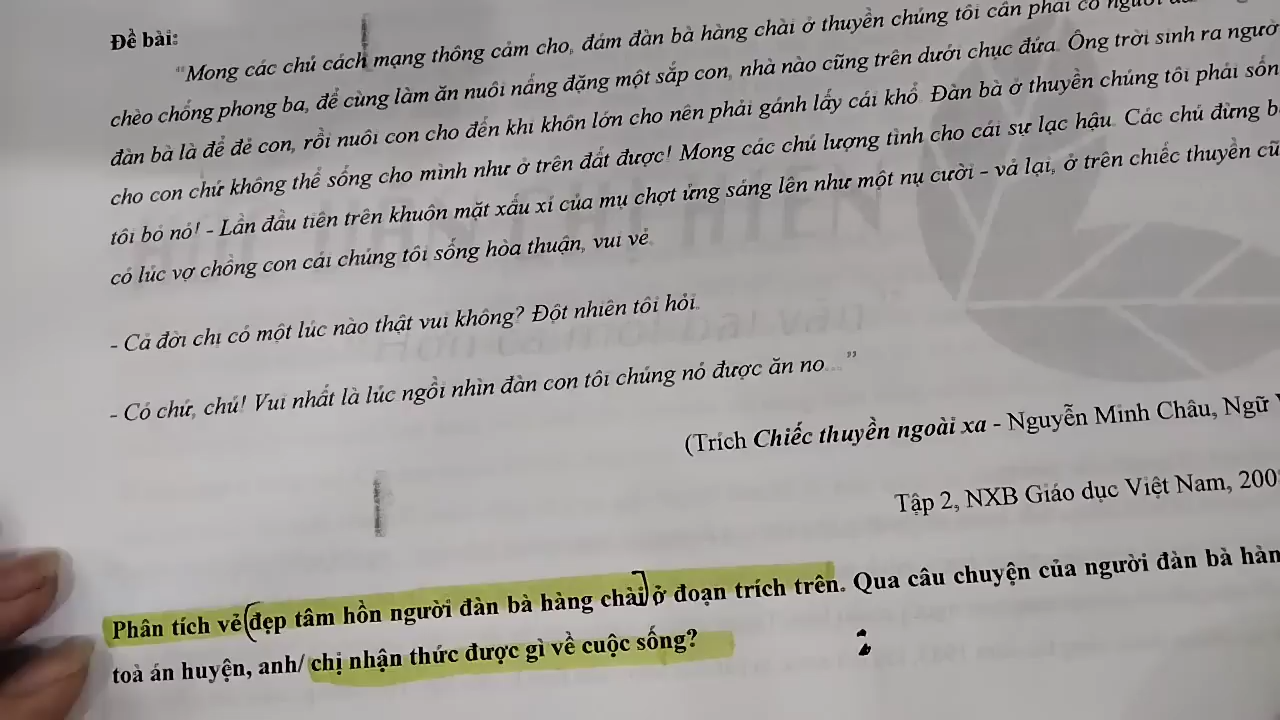 Đề bài:
"Mong các chú cách mạng thông cảm cho, đám đàn bà hàng chài ở thuyền chúng tôi cần phải có
chèo chống phong ba, để cùng làm ăn nuôi nấng đặng một sắp con, nhà nào cũng trên dưới chục đứa. Ông trời sinh ra
đàn bà là để đẻ con, rồi nuôi con cho đến khi khôn lớn cho nên phải gánh lấy cái khổ. Đàn bà ở thuyền chúng tôi phải
cho con chứ không thể sống cho mình như ở trên đất được! Mong các chú lượng tình cho cái sự lạc hậu. Các chú đừng
tôi bỏ nó! - Lần đầu tiên trên khuôn mặt xấu xí của mụ chợt ửng sáng lên như một nụ cười - vả lại, ở trên chiếc thuyền
có lúc vợ chồng con cái chúng tôi sống hòa thuận, vui vẻ.
- Cả đời chị có một lúc nào thật vui không? Đột nhiên tôi hỏi.
- Có chứ, chú! Vui nhất là lúc ngồi nhìn đàn con tôi chúng nó được ăn no..."
(Trích Chiếc thuyền ngoài xa - Nguyễn Minh Châu, Ngữ
Tập 2, NXB Giáo dục Việt Nam,
Phân tích vẻ đẹp tâm hồn người đàn bà hàng chài ở đoạn trích trên. Qua câu chuyện của người đàn bà
toà án huyện, anh/ chị nhận thức được gì về cuộc sống?